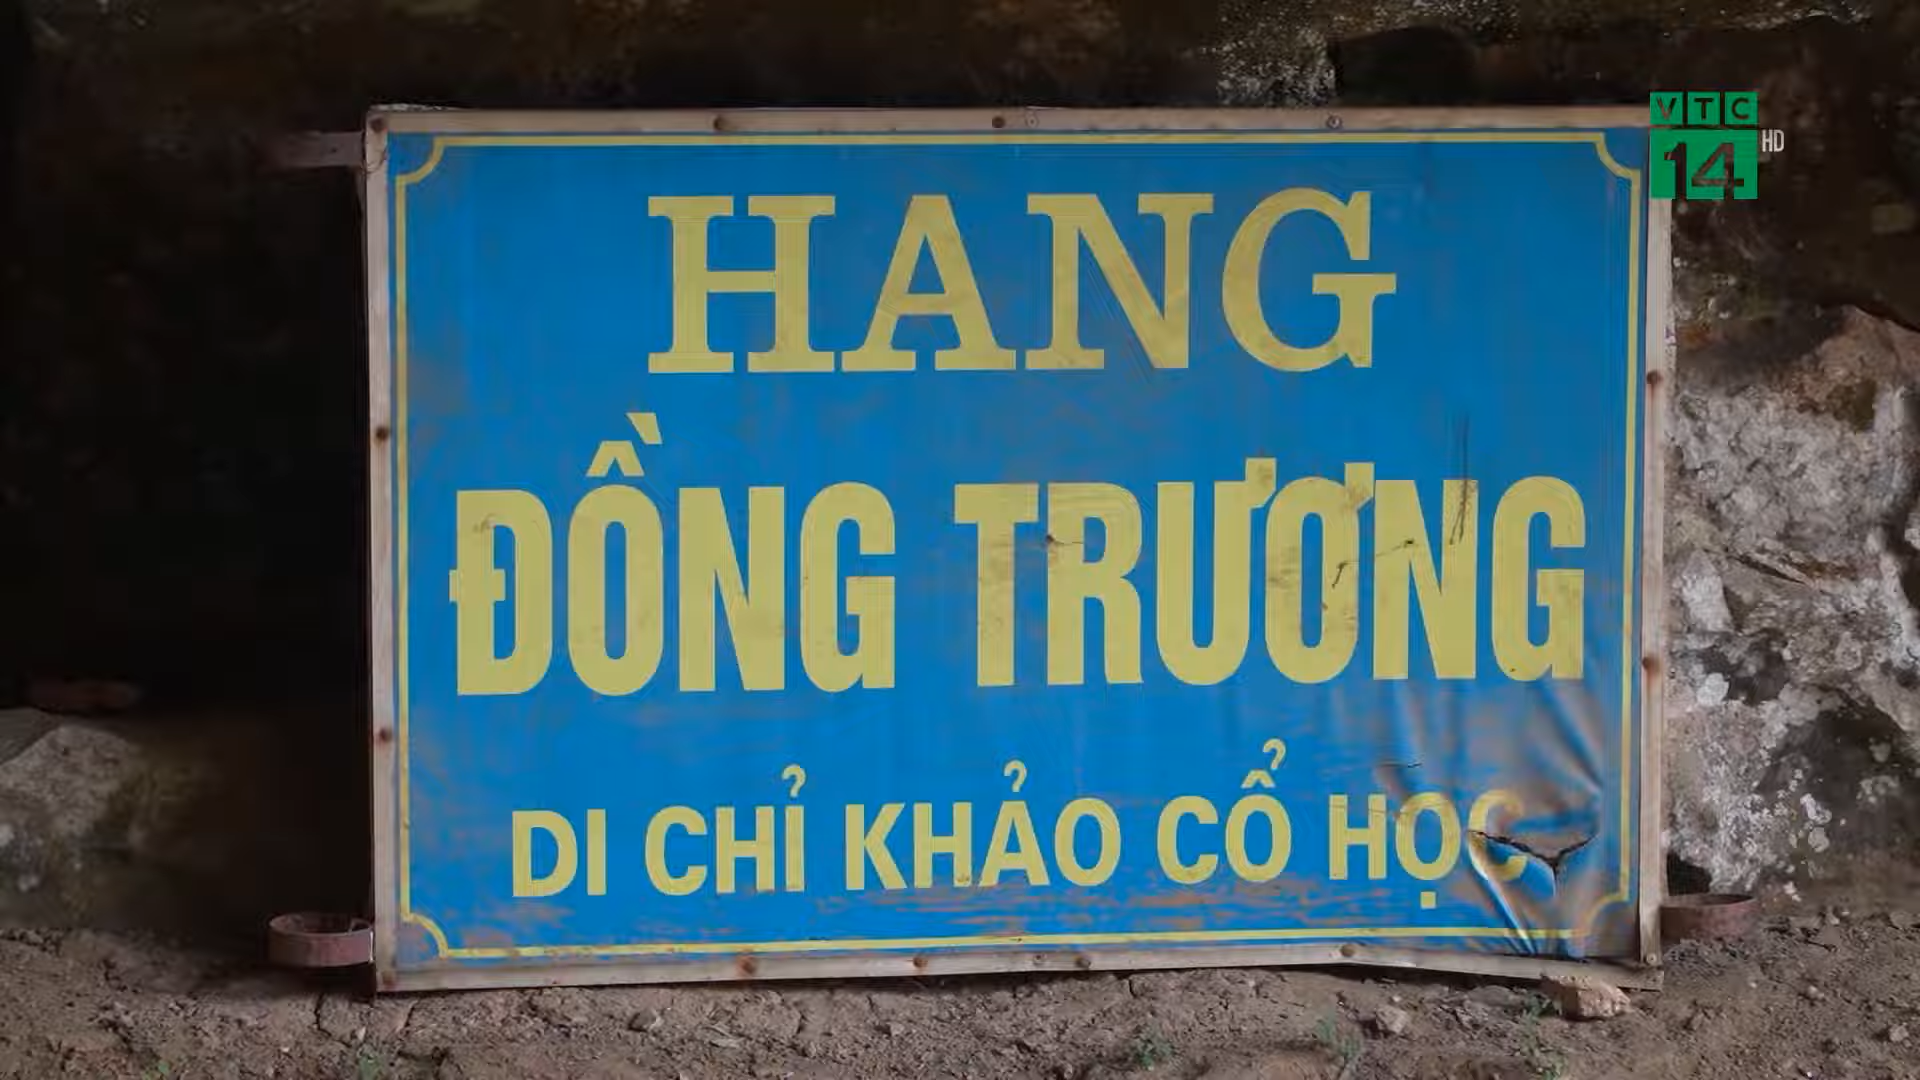 VTC
14 HD
HANG
ĐỒNG TRƯƠNG
DI CHỈ KHẢO CỔ HỌC